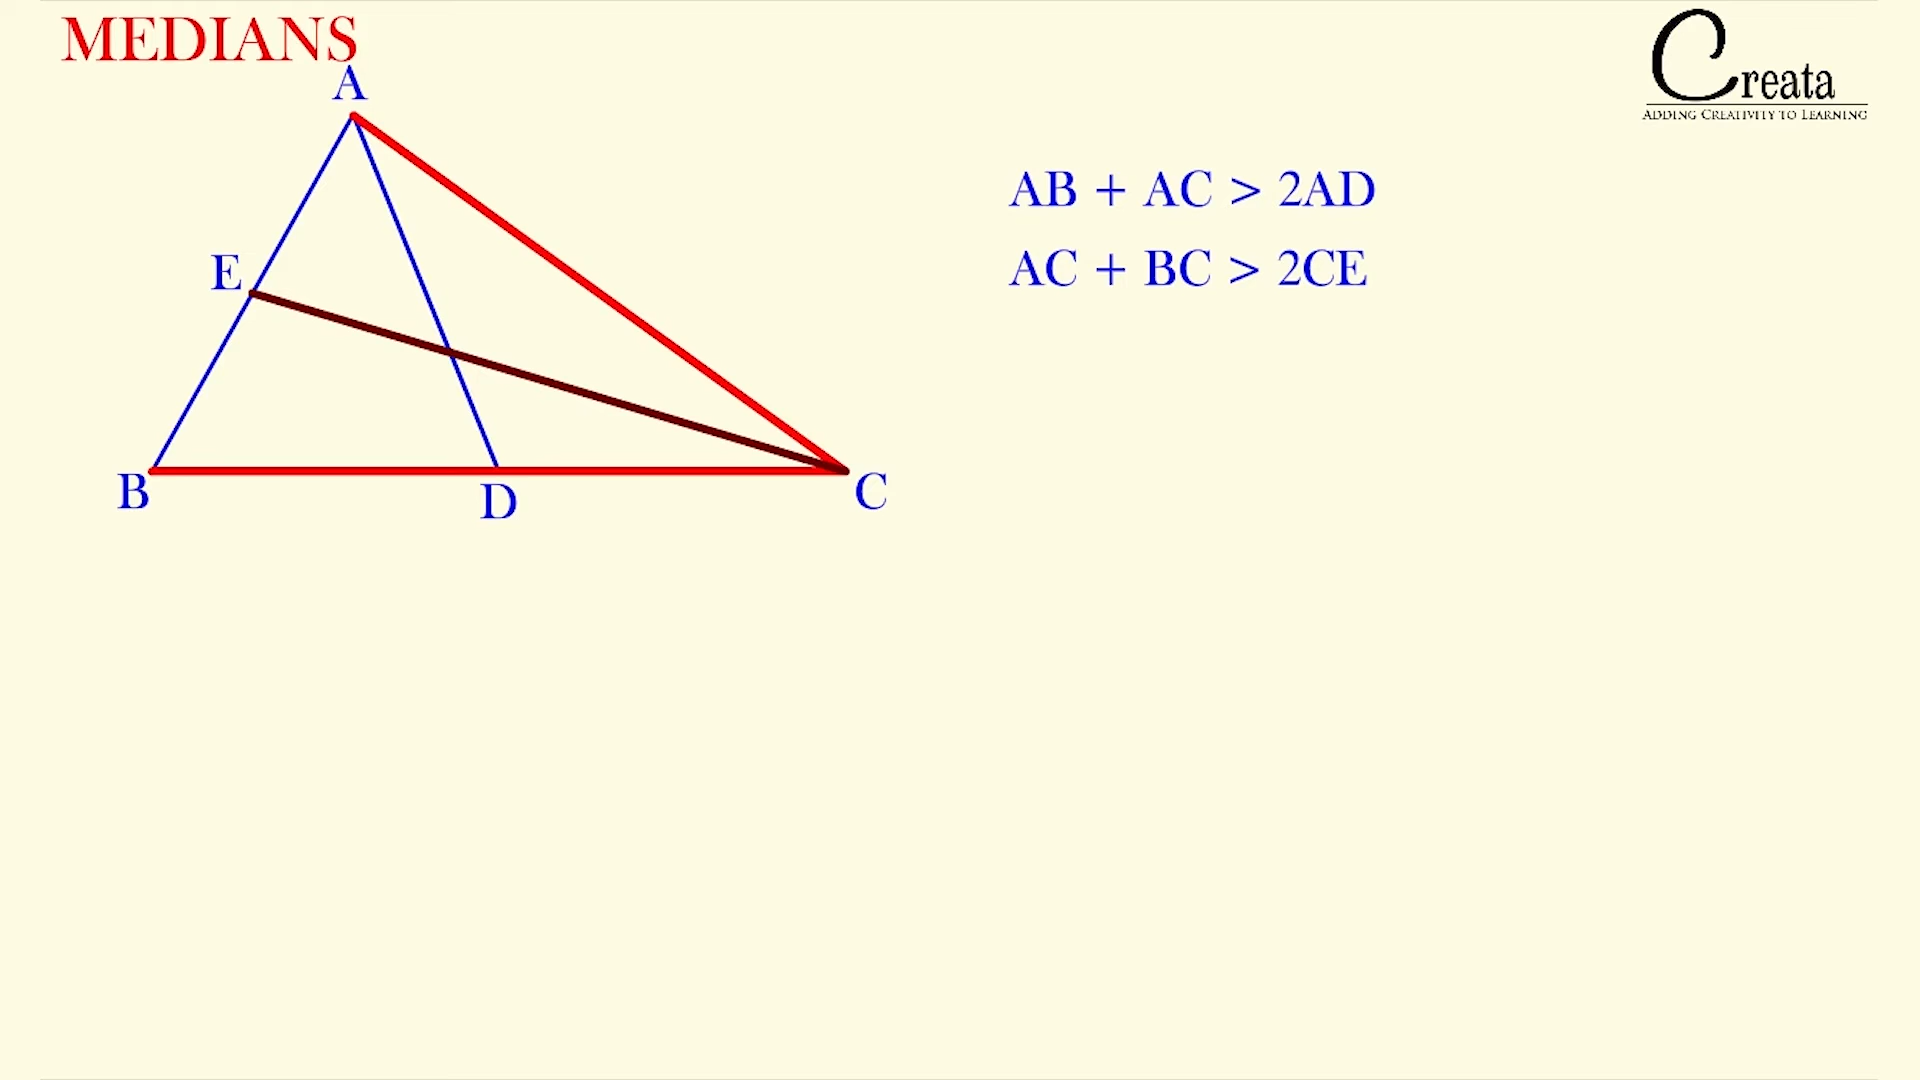 MEDIANS
Creata
ADDING CREATIVITY TO LEARNING
A
AB + AC > 2AD
E
AC + BC > 2CE
B
D
C